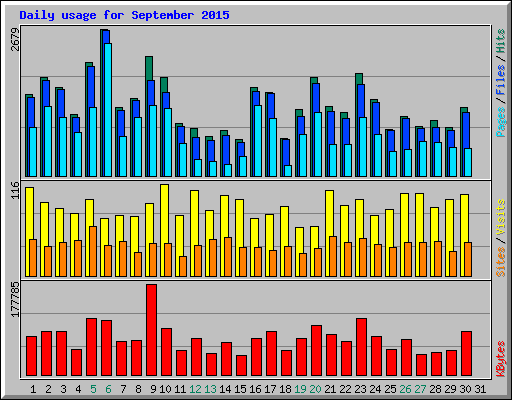 Daily usage for September 2015
2679
Pages / Files / Hits
116
Sites / Visits
177785
KBytes
1 2 3 4 5 6 7 8 9 10 11 12 13 14 15 16 17 18 19 20 21 22 23 24 25 26 27 28 29 30 31